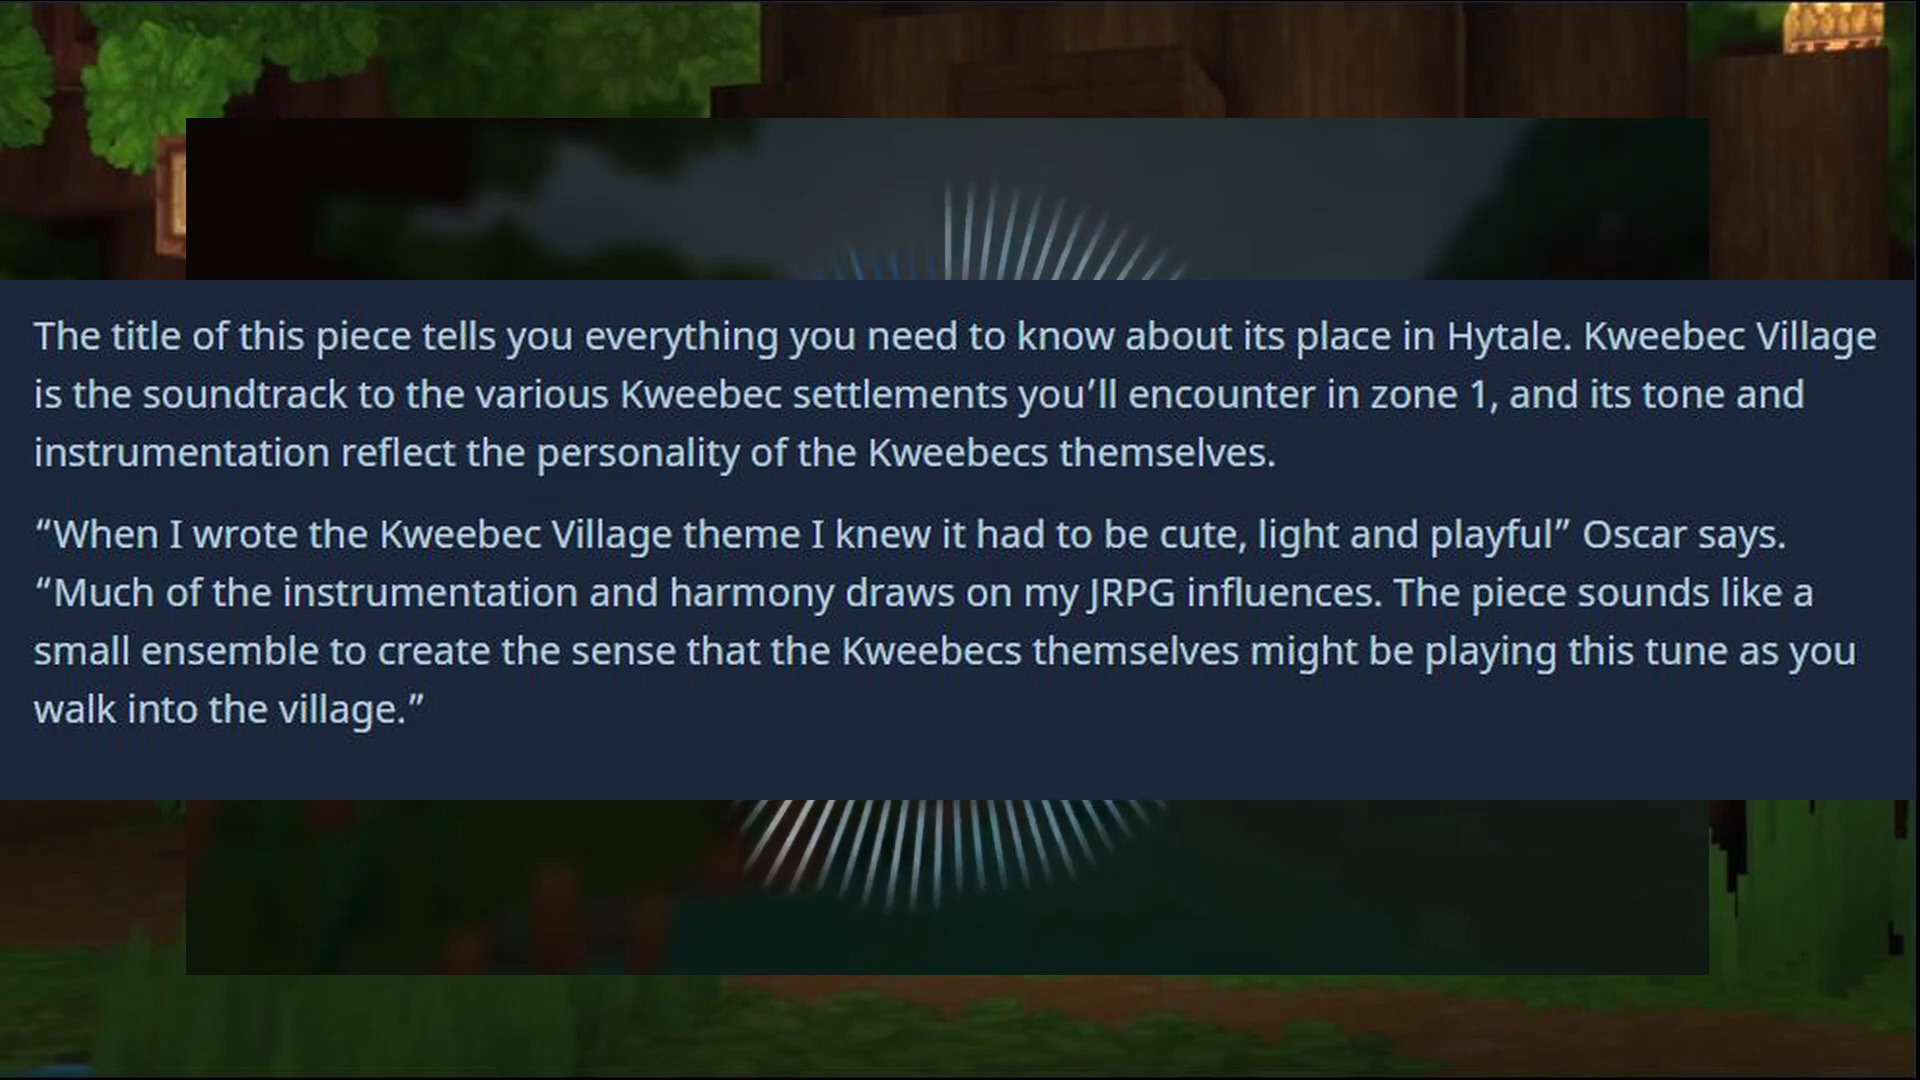 The title of this piece tells you everything you need to know about its place in Hytale. Kweebec Village
is the soundtrack to the various Kweebec settlements you’ll encounter in zone 1, and its tone and
instrumentation reflect the personality of the Kweebecs themselves.
“When I wrote the Kweebec Village theme I knew it had to be cute, light and playful” Oscar says.
“Much of the instrumentation and harmony draws on my JRPG influences. The piece sounds like a
small ensemble to create the sense that the Kweebecs themselves might be playing this tune as you
walk into the village.”